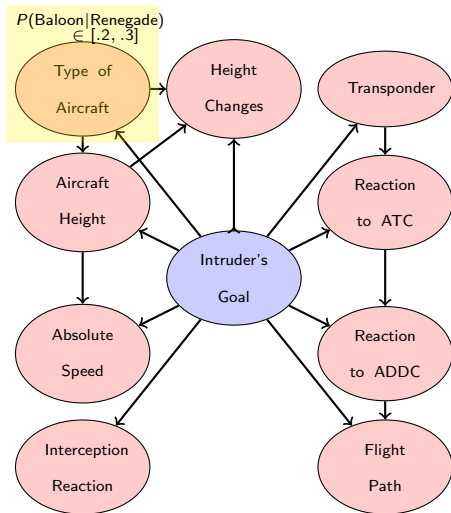 P(Baloon|Renegade)
∈ [.2, .3]
Type of
Aircraft
Height
Changes
Transponder
Aircraft
Height
Reaction
to ATC
Intruder's
Goal
Absolute
Speed
Reaction
to ADDC
Interception
Reaction
Flight
Path